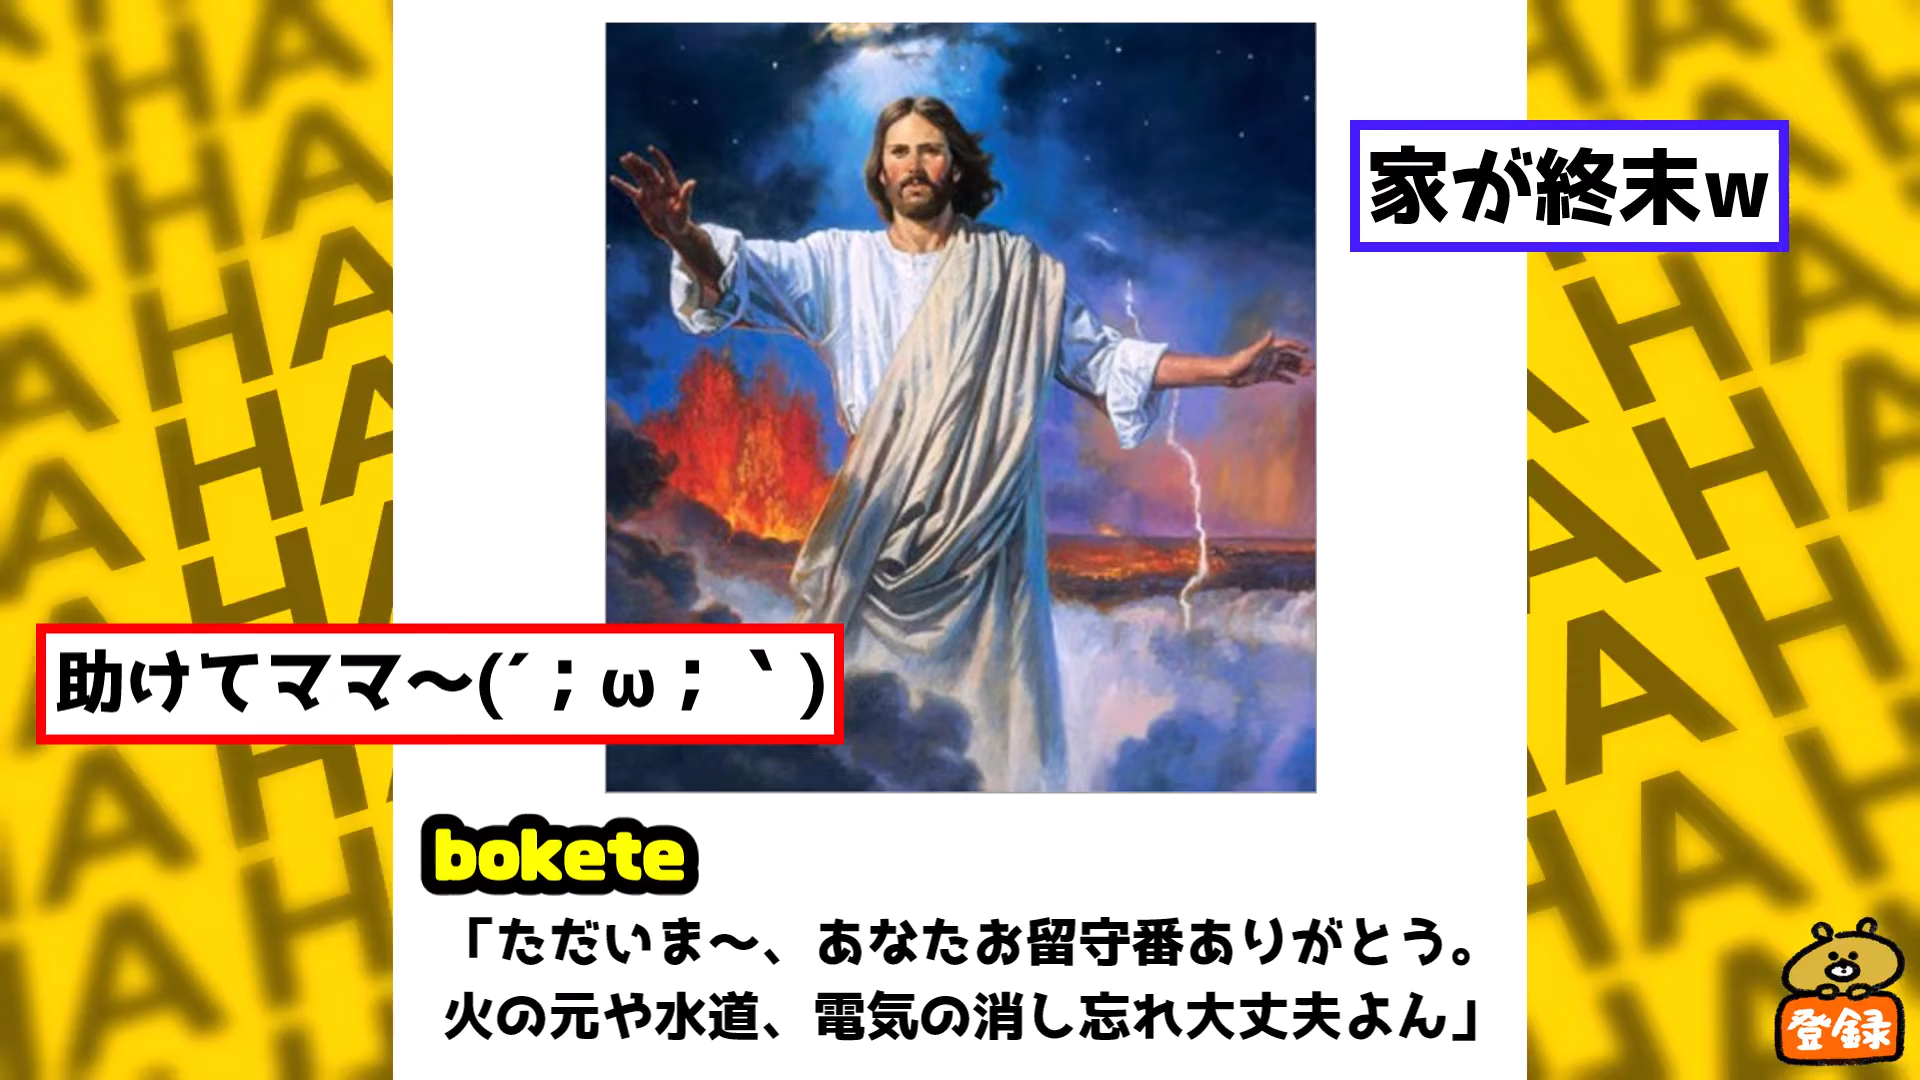 家が終末w
助けてママ～(´；ω；｀)
bokete
「ただいま～、あなたお留守番ありがとう。
火の元や水道、電気の消し忘れ大丈夫よん」
登録